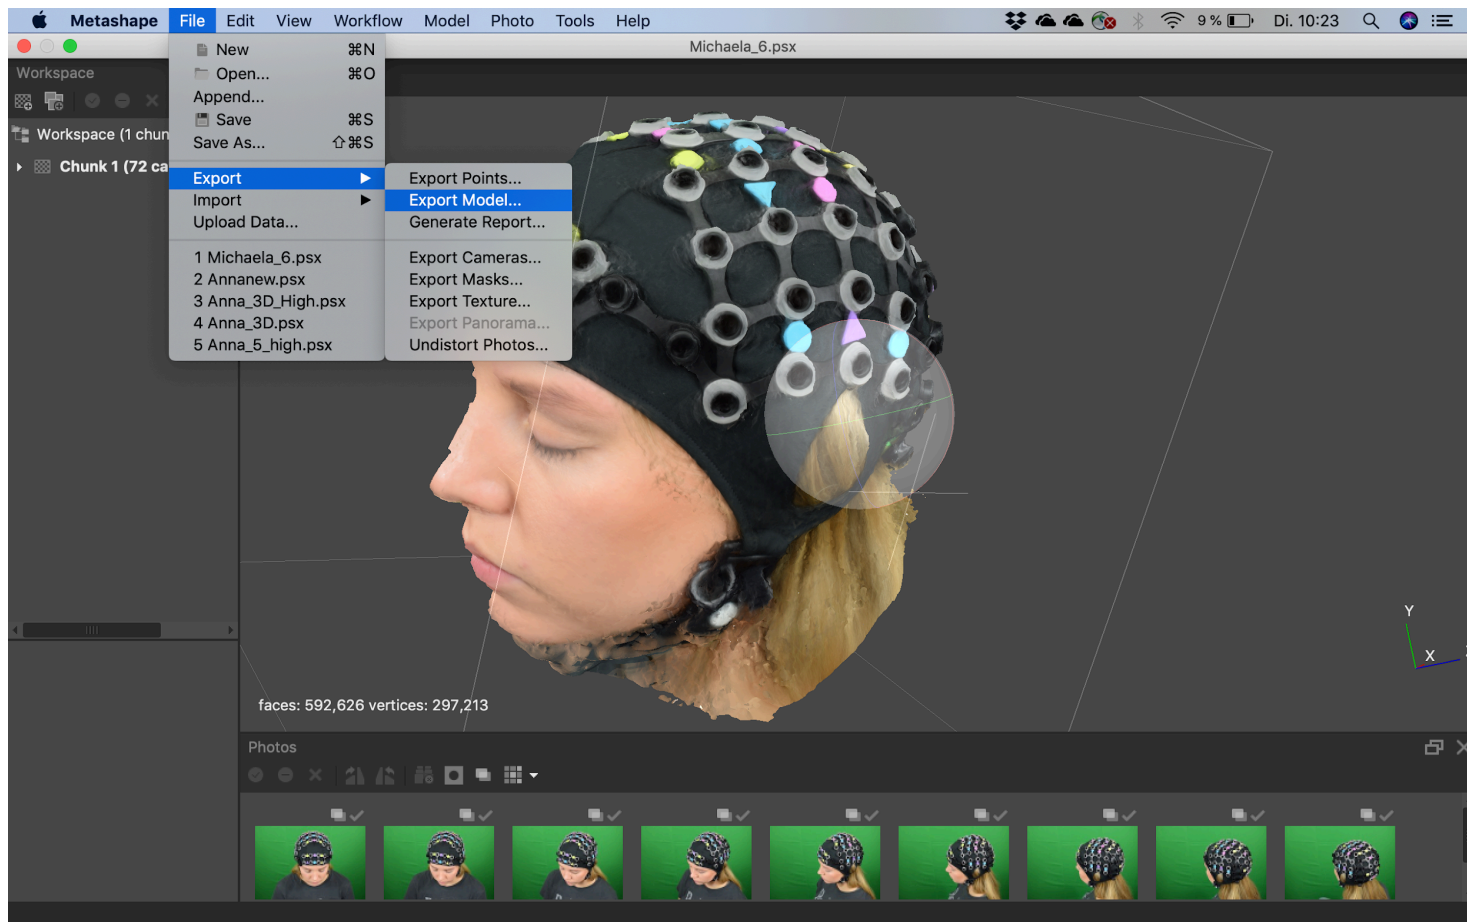 Metashape File Edit View Workflow Model Photo Tools Help 9 % Di. 10:23
Michaela_6.psx
Workspace
Workspace (1 chun
Chunk 1 (72 ca
New ⌘N
Open... ⌘O
Append...
Save ⌘S
Save As... ⇧⌘S
Export
Import
Upload Data...
1 Michaela_6.psx
2 Annanew.psx
3 Anna_3D_High.psx
4 Anna_3D.psx
5 Anna_5_high.psx
Export Points...
Export Model...
Generate Report...
Export Cameras...
Export Masks...
Export Texture...
Export Panorama...
Undistort Photos...
Y
X
faces: 592,626 vertices: 297,213
Photos